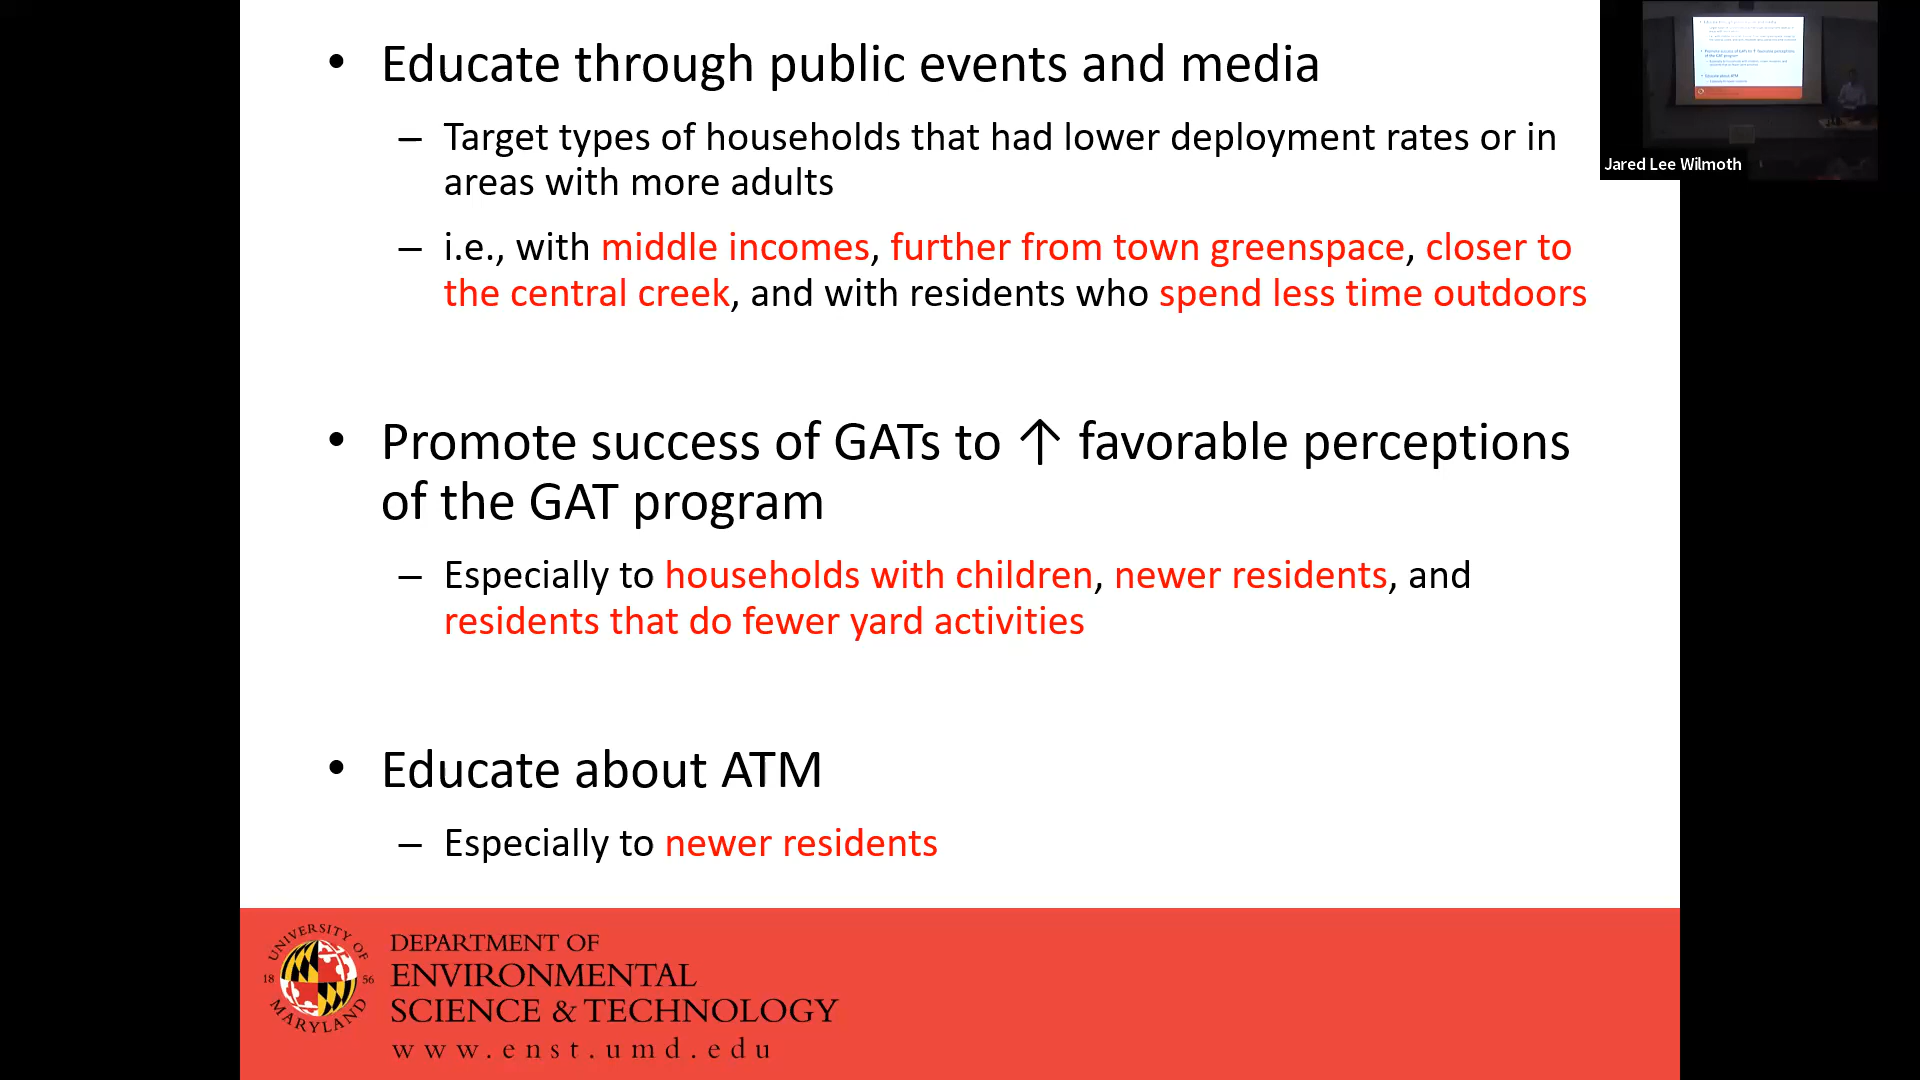 • Educate through public events and media
– Target types of households that had lower deployment rates or in
areas with more adults
– i.e., with middle incomes, further from town greenspace, closer to
the central creek, and with residents who spend less time outdoors
• Promote success of GATs to ↑ favorable perceptions
of the GAT program
– Especially to households with children, newer residents, and
residents that do fewer yard activities
• Educate about ATM
– Especially to newer residents
Jared Lee Wilmoth
UNIVERSITY OF
18 56
MARYLAND
DEPARTMENT OF
ENVIRONMENTAL
SCIENCE & TECHNOLOGY
www.enst.umd.edu